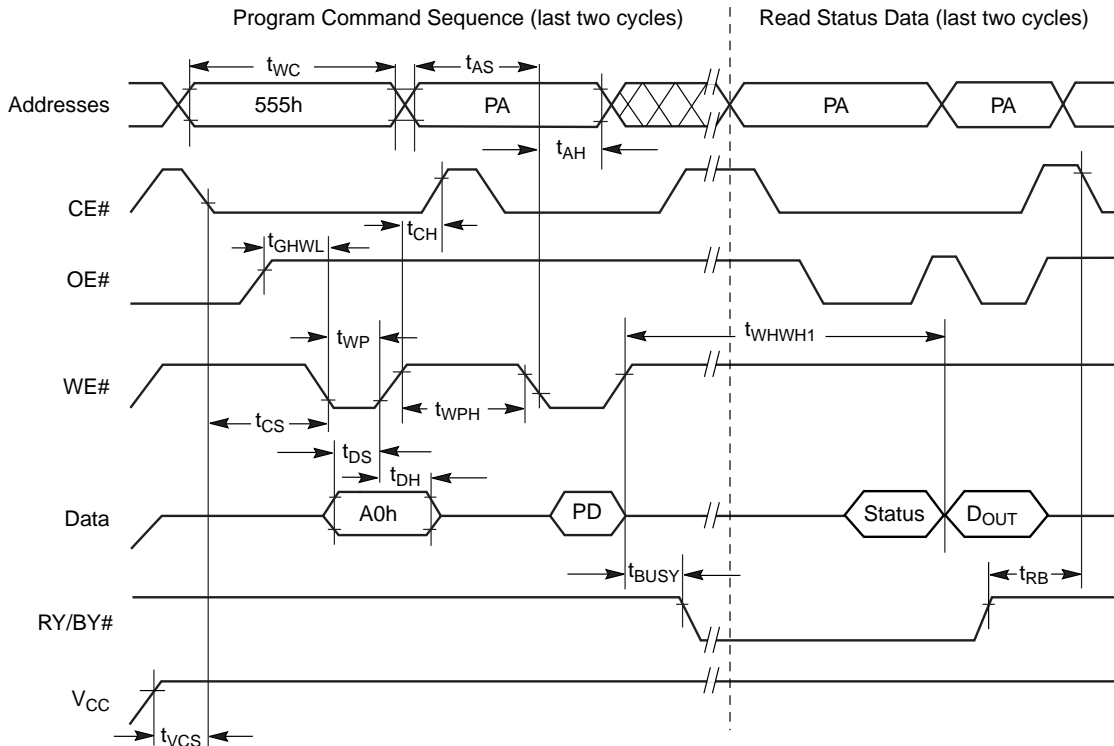 Program Command Sequence (last two cycles)
Read Status Data (last two cycles)
tWC
tAS
Addresses
555h
PA
PA
PA
tAH
CE#
tCH
tGHWL
OE#
tWP
tWHWH1
WE#
tWPH
tCS
tDS
tDH
Data
A0h
PD
Status
DOUT
tBUSY
tRB
RY/BY#
VCC
tVCS